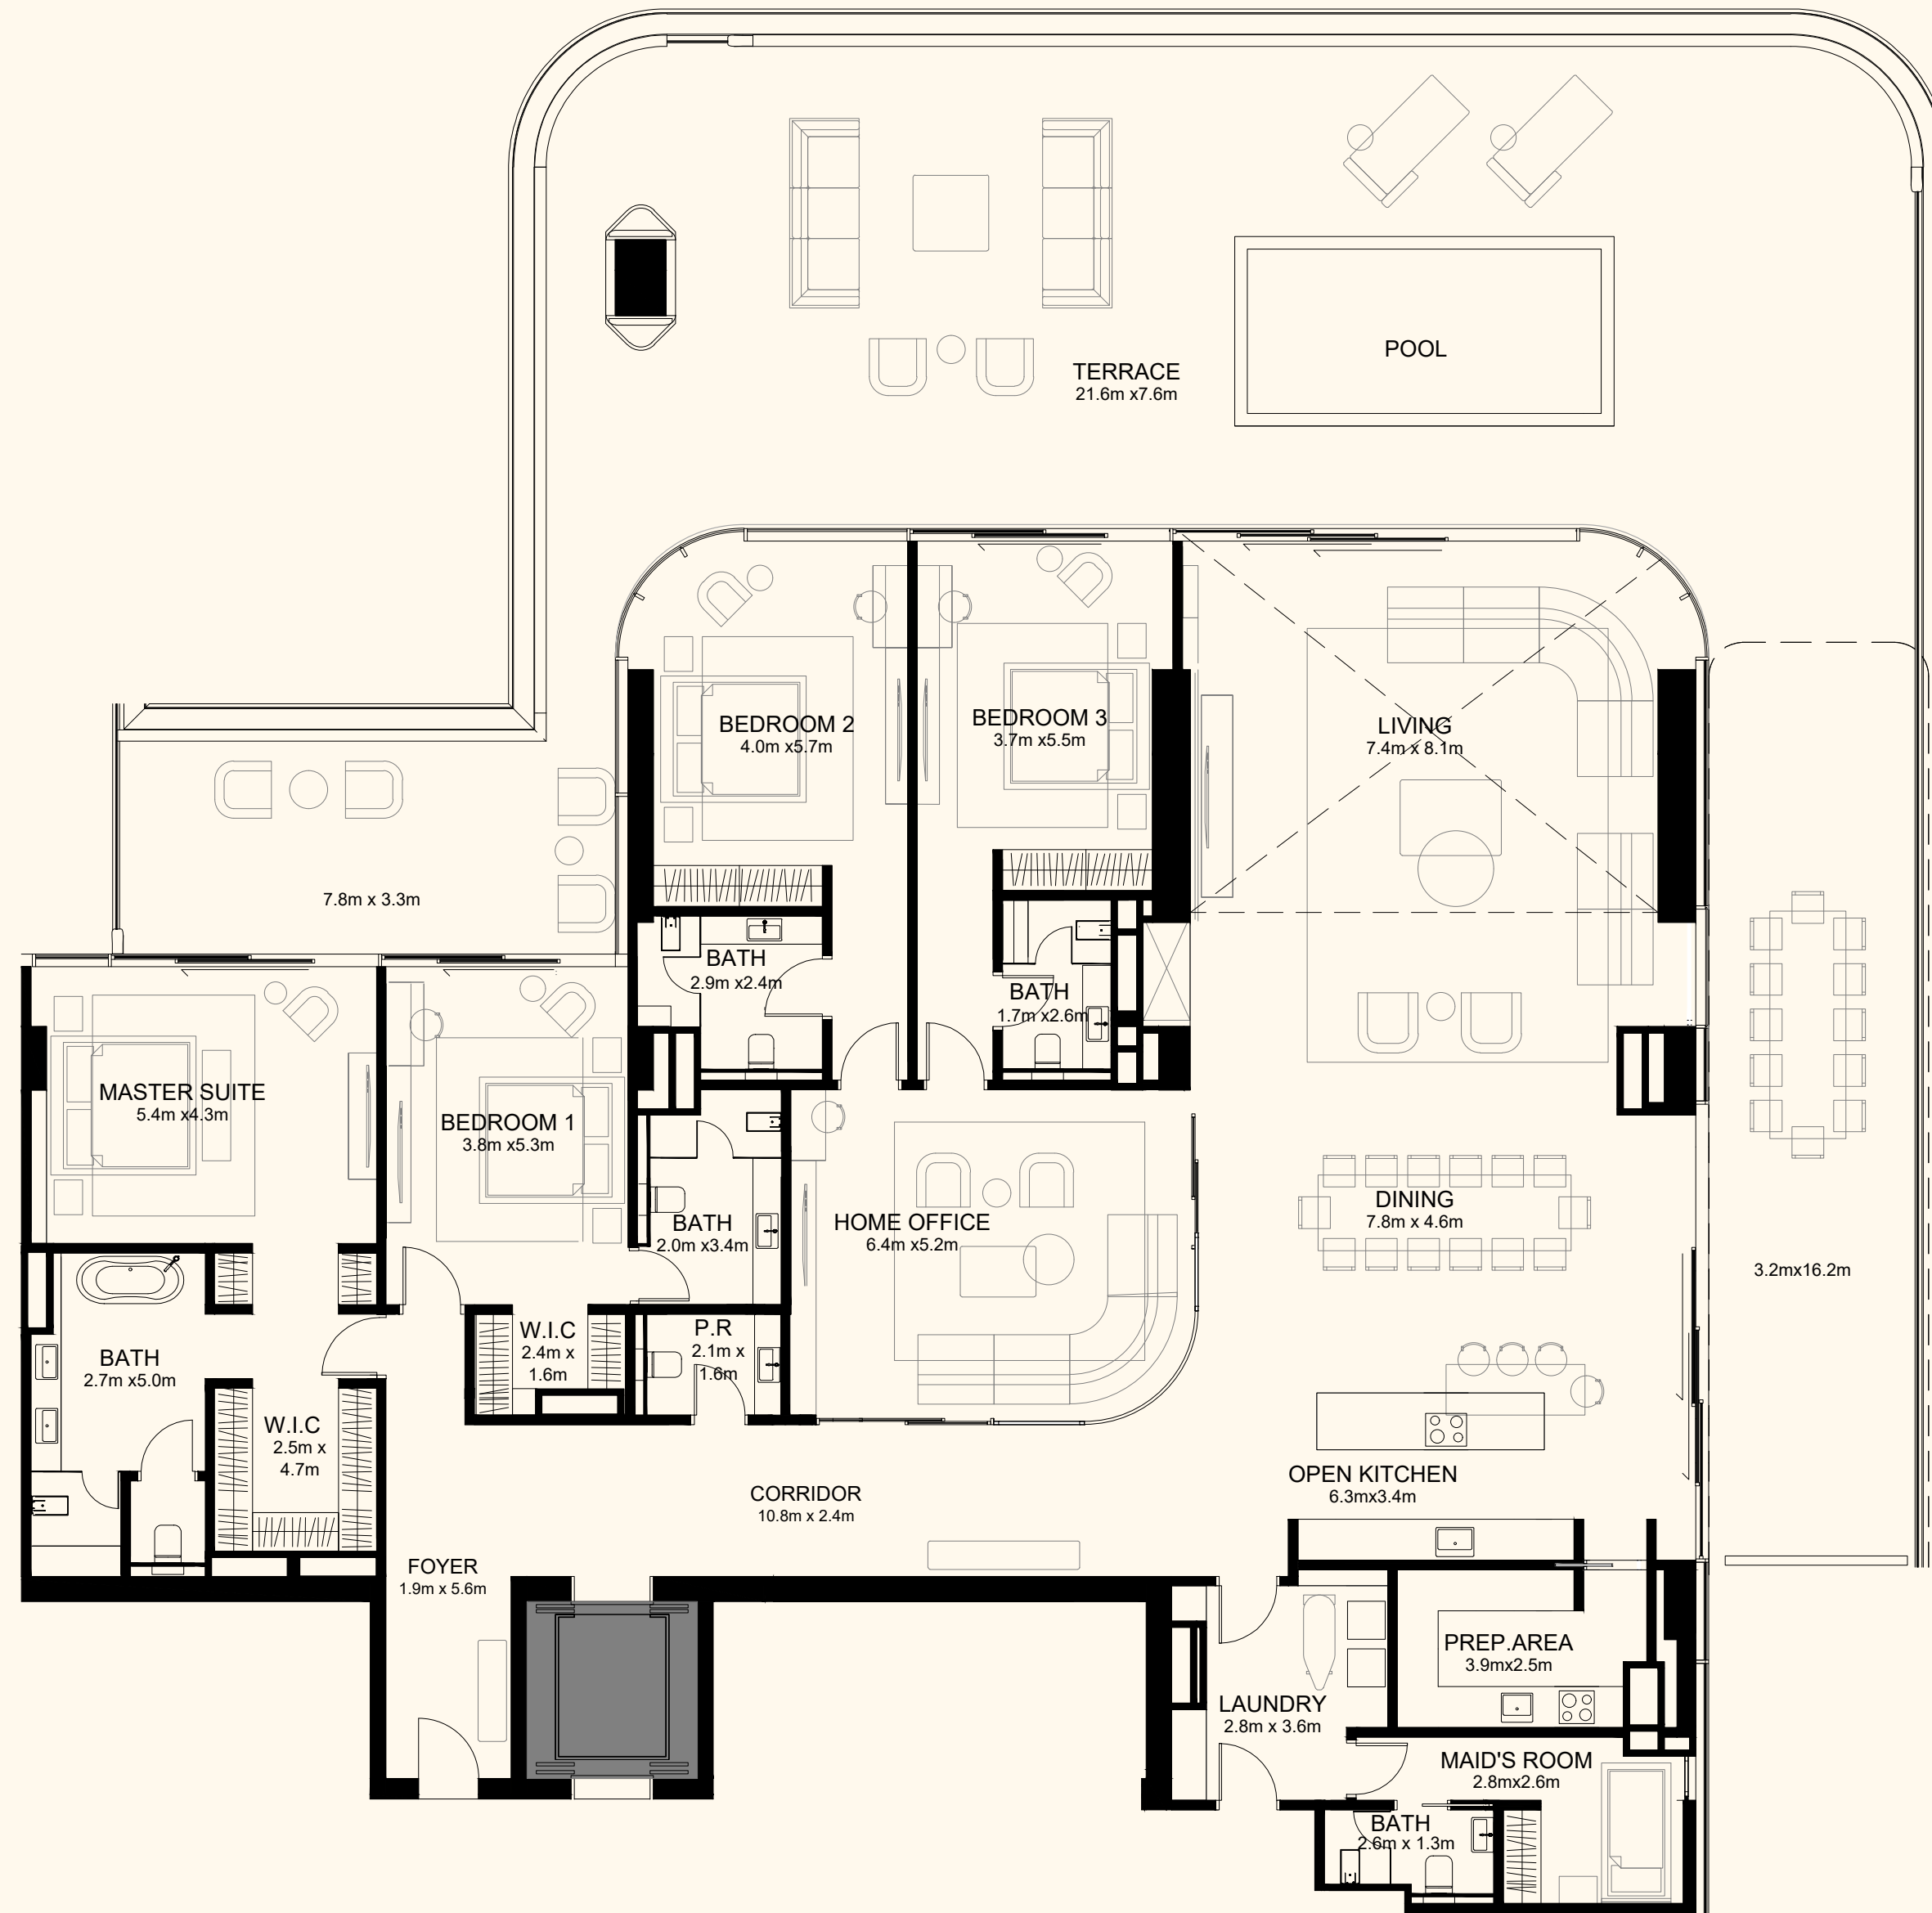 POOL
TERRACE
21.6m x7.6m
BEDROOM 2
4.0m x5.7m
BEDROOM 3
3.7m x5.5m
LIVING
7.4m x 8.1m
7.8m x 3.3m
BATH
2.9m x2.4m
BATH
1.7m x2.6m
MASTER SUITE
5.4m x4.3m
BEDROOM 1
3.8m x5.3m
BATH
2.0m x3.4m
HOME OFFICE
6.4m x5.2m
DINING
7.8m x 4.6m
3.2mx16.2m
BATH
2.7m x5.0m
W.I.C
2.4m x
1.6m
P.R
2.1m x
1.6m
W.I.C
2.5m x
4.7m
OPEN KITCHEN
6.3mx3.4m
CORRIDOR
10.8m x 2.4m
FOYER
1.9m x 5.6m
PREP.AREA
3.9mx2.5m
LAUNDRY
2.8m x 3.6m
MAID'S ROOM
2.8mx2.6m
BATH
2.6m x 1.3m